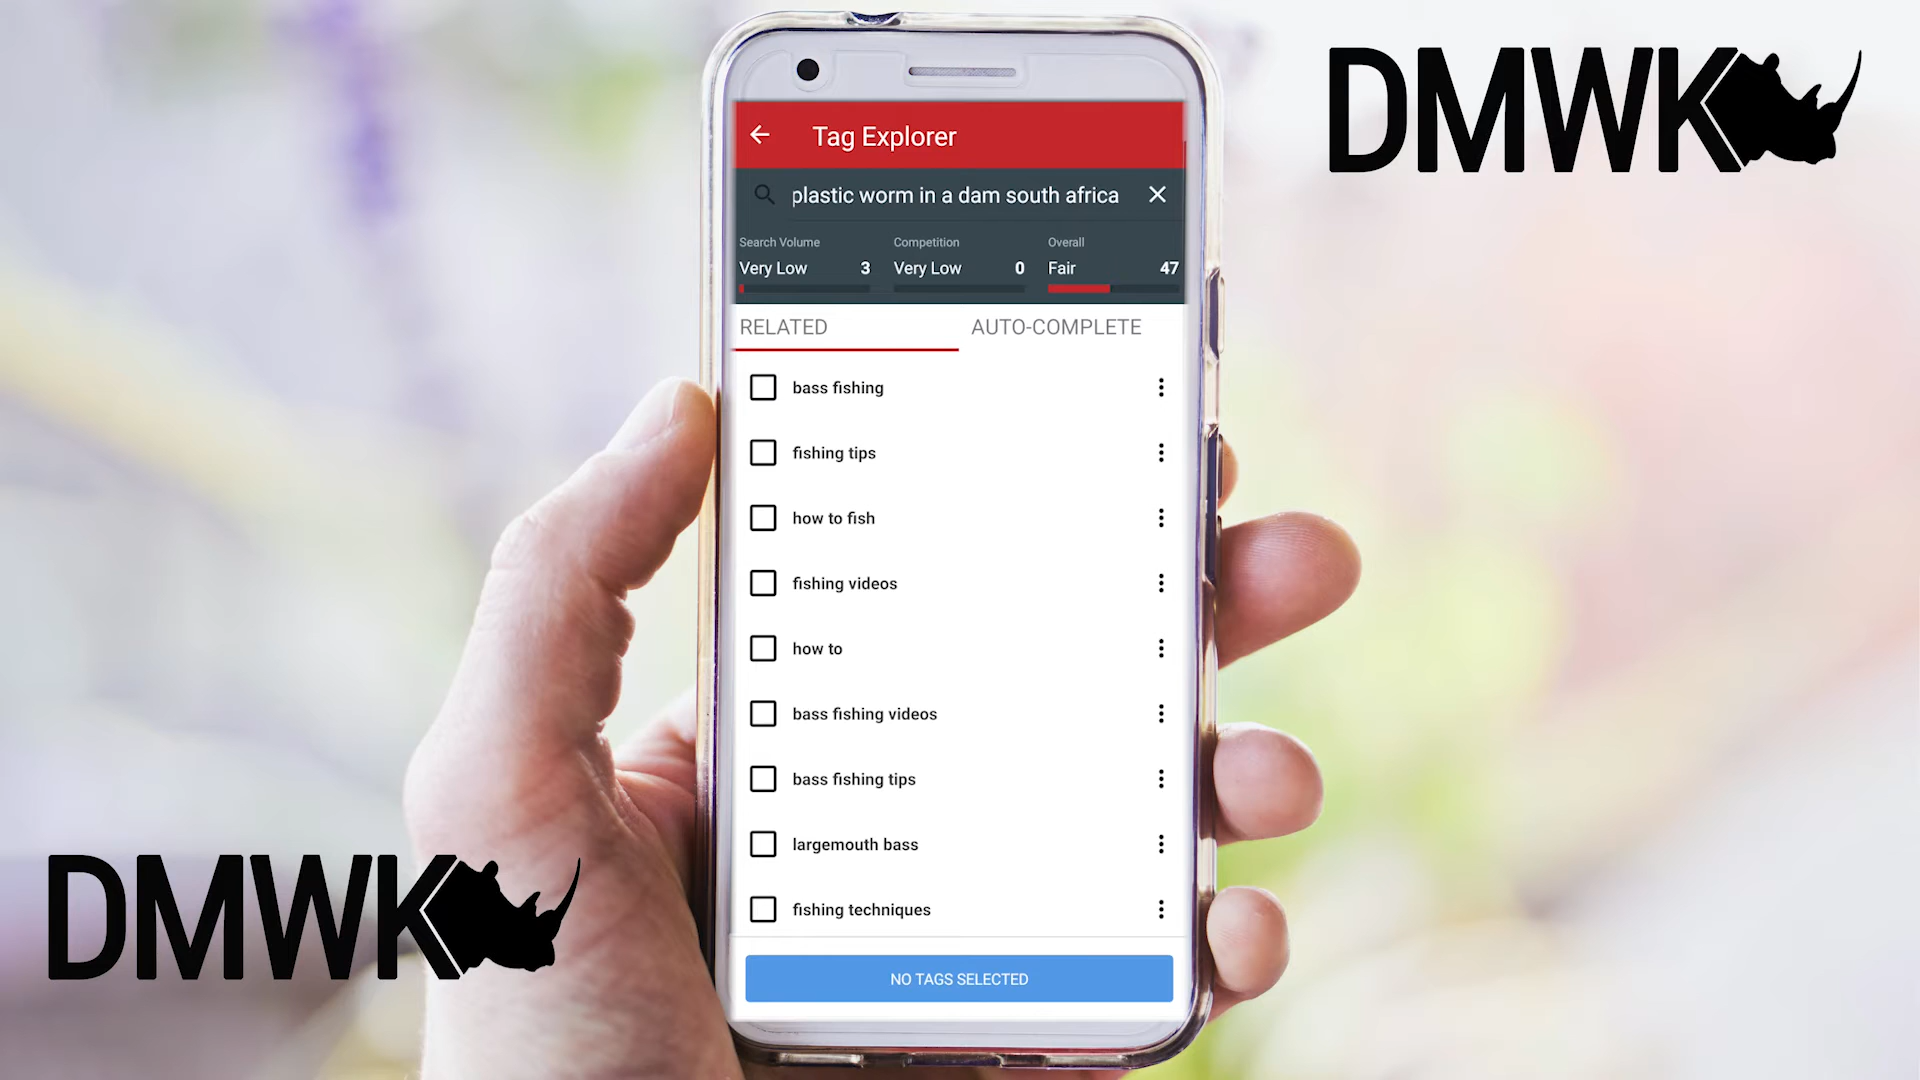 DMWK
Tag Explorer
plastic worm in a dam south africa
Search Volume Competition Overall
Very Low 3 Very Low 0 Fair 47
RELATED AUTO-COMPLETE
bass fishing
fishing tips
how to fish
fishing videos
how to
bass fishing videos
bass fishing tips
largemouth bass
fishing techniques
DMWK
NO TAGS SELECTED